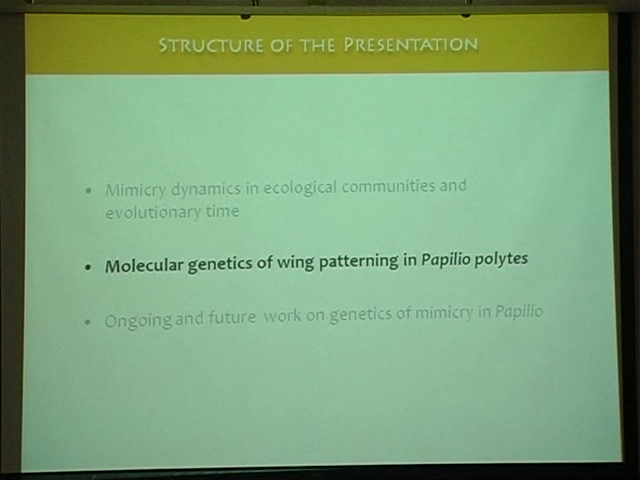 STRUCTURE OF THE PRESENTATION
• Mimicry dynamics in ecological communities and
evolutionary time
• Molecular genetics of wing patterning in Papilio polytes
• Ongoing and future work on genetics of mimicry in Papilio